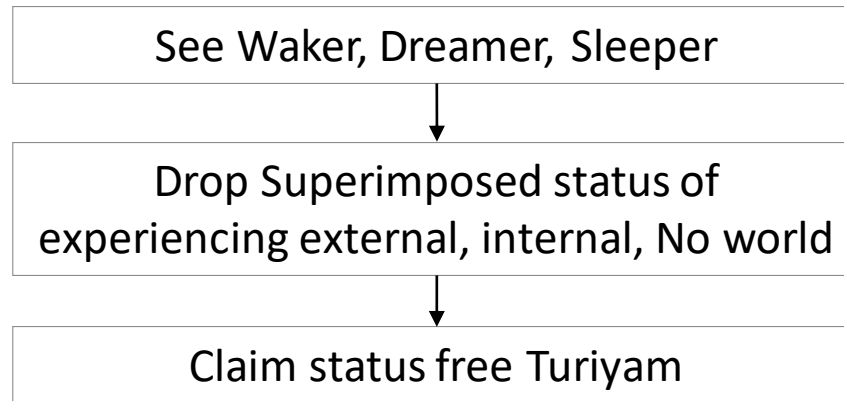 See Waker, Dreamer, Sleeper
Drop Superimposed status of
experiencing external, internal, No world
Claim status free Turiyam